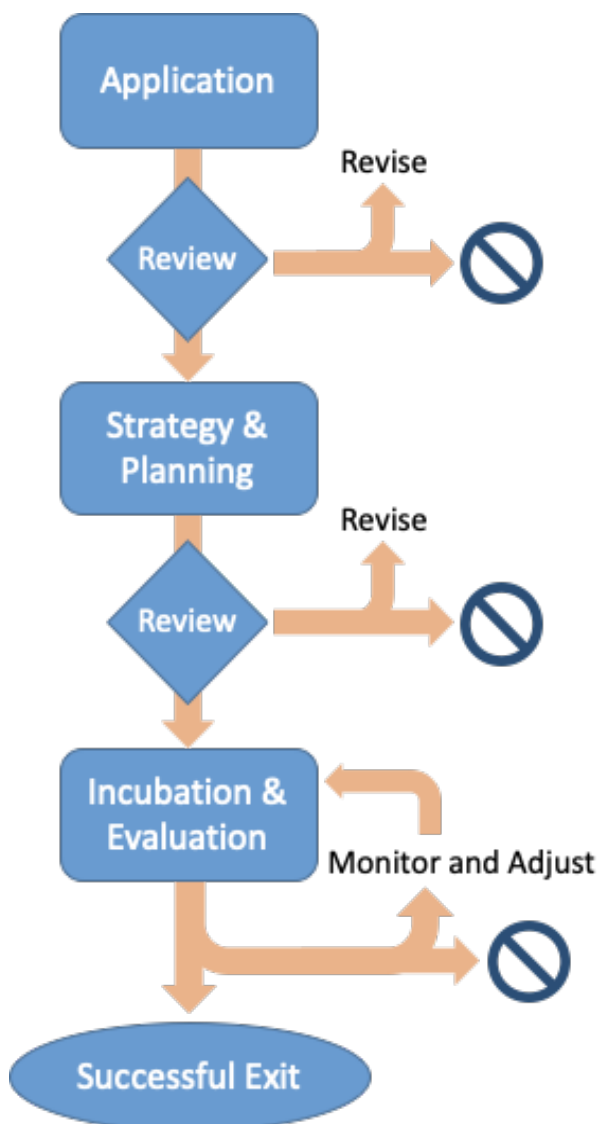 Application
Revise
Review
Strategy &
Planning
Revise
Review
Incubation &
Evaluation
Monitor and Adjust
Successful Exit